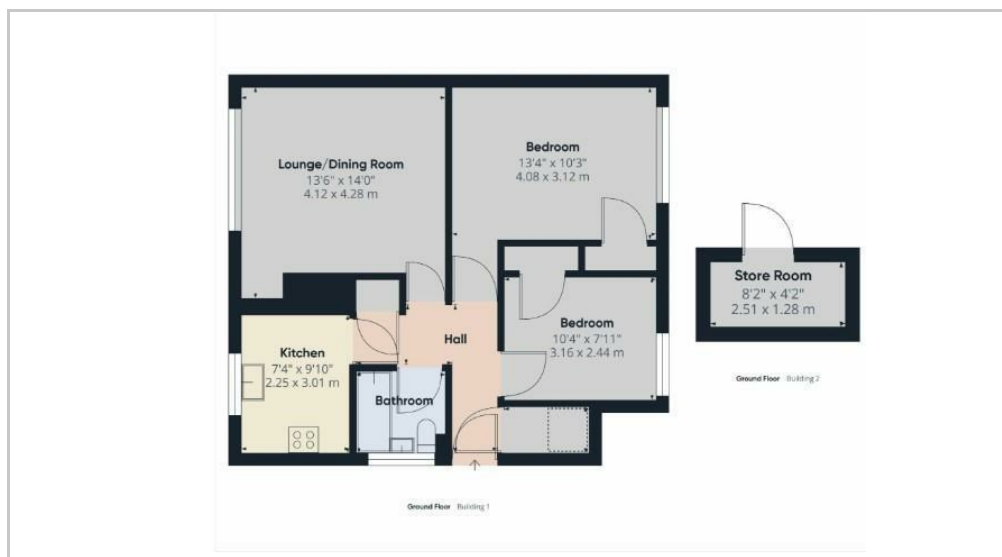 Lounge/Dining Room
13'6" x 14'0"
4.12 x 4.28 m
Bedroom
13'4" x 10'3"
4.08 x 3.12 m
Store Room
8'2" x 4'2"
2.51 x 1.28 m
Ground Floor Building 2
Hall
Bedroom
10'4" x 7'11"
3.16 x 2.44 m
Kitchen
7'4" x 9'10"
2.25 x 3.01 m
Bathroom
Ground Floor Building 1